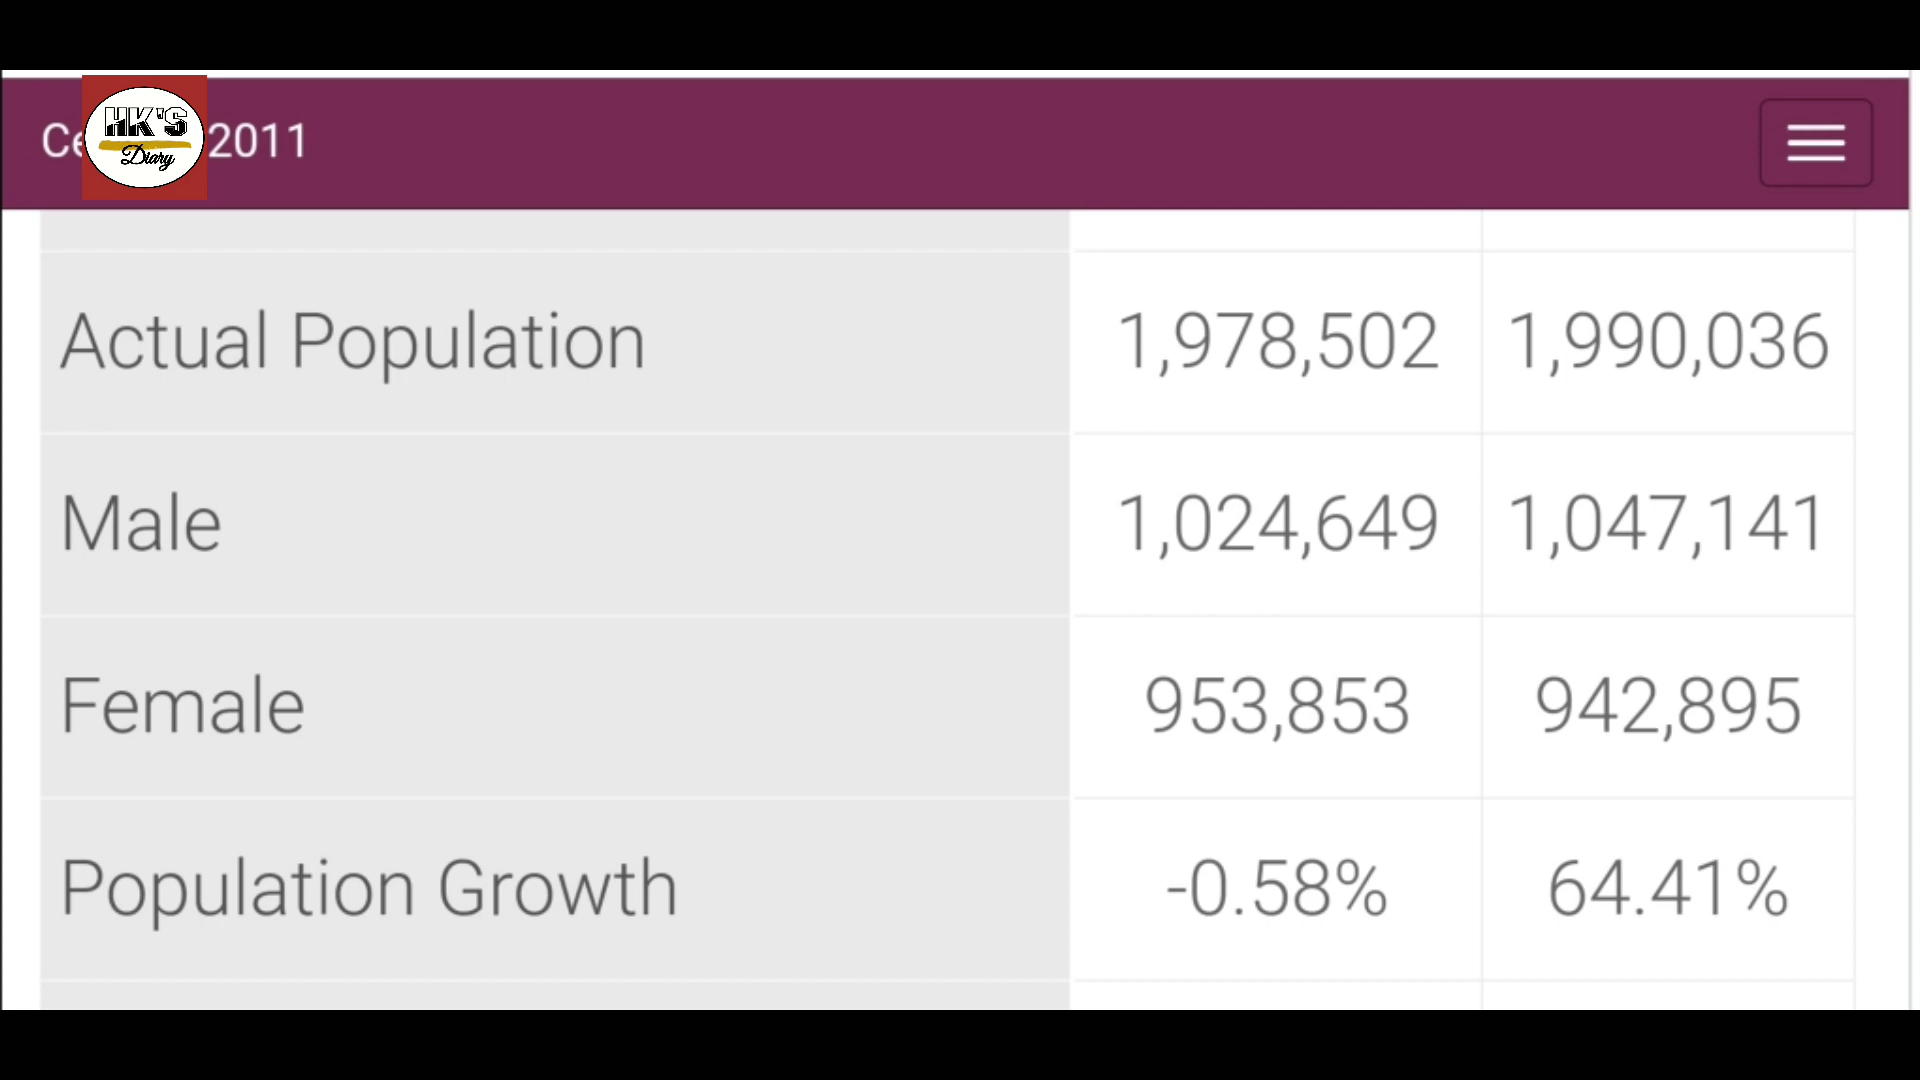 2011
HK'S
Diary
Actual Population 1,978,502 1,990,036
Male 1,024,649 1,047,141
Female 953,853 942,895
Population Growth -0.58% 64.41%